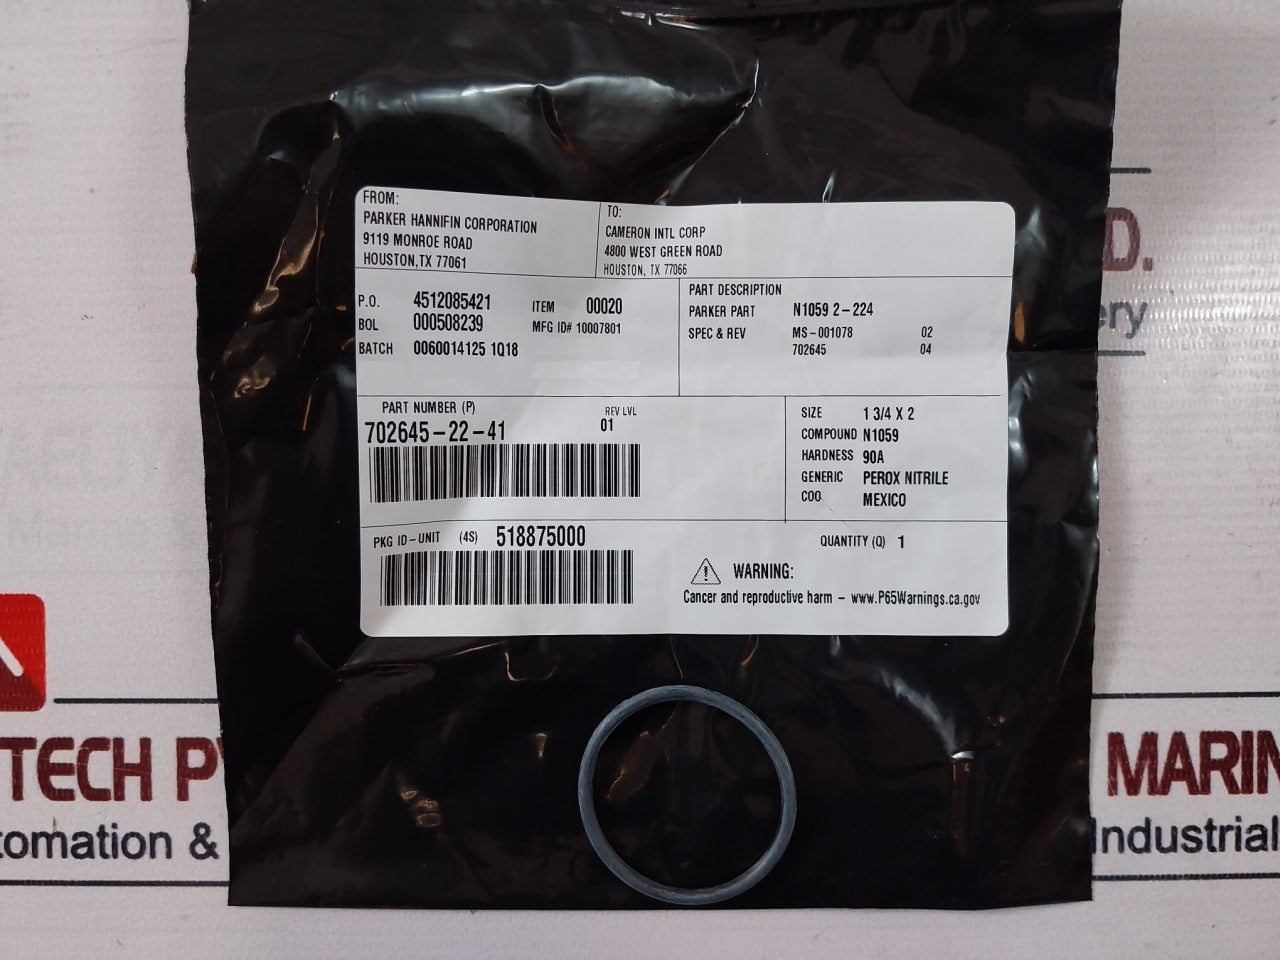 FROM:
PARKER HANNIFIN CORPORATION
9119 MONROE ROAD
HOUSTON,TX 77061
TO:
CAMERON INTL CORP
4800 WEST GREEN ROAD
HOUSTON, TX 77066
P.O. 4512085421 ITEM 00020
BOL 000508239 MFG ID# 10007801
BATCH 0060014125 1Q18
PART DESCRIPTION
PARKER PART N1059 2-224
SPEC & REV MS-001078 02
702645 04
PART NUMBER (P) REV LVL
702645-22-41 01
SIZE 1 3/4 X 2
COMPOUND N1059
HARDNESS 90A
GENERIC PEROX NITRILE
COO MEXICO
PKG ID-UNIT (4S) 518875000
QUANTITY (Q) 1
WARNING:
Cancer and reproductive harm - www.P65Warnings.ca.gov
D.
ery
TECH P
MARIN
tomation &
Industrial